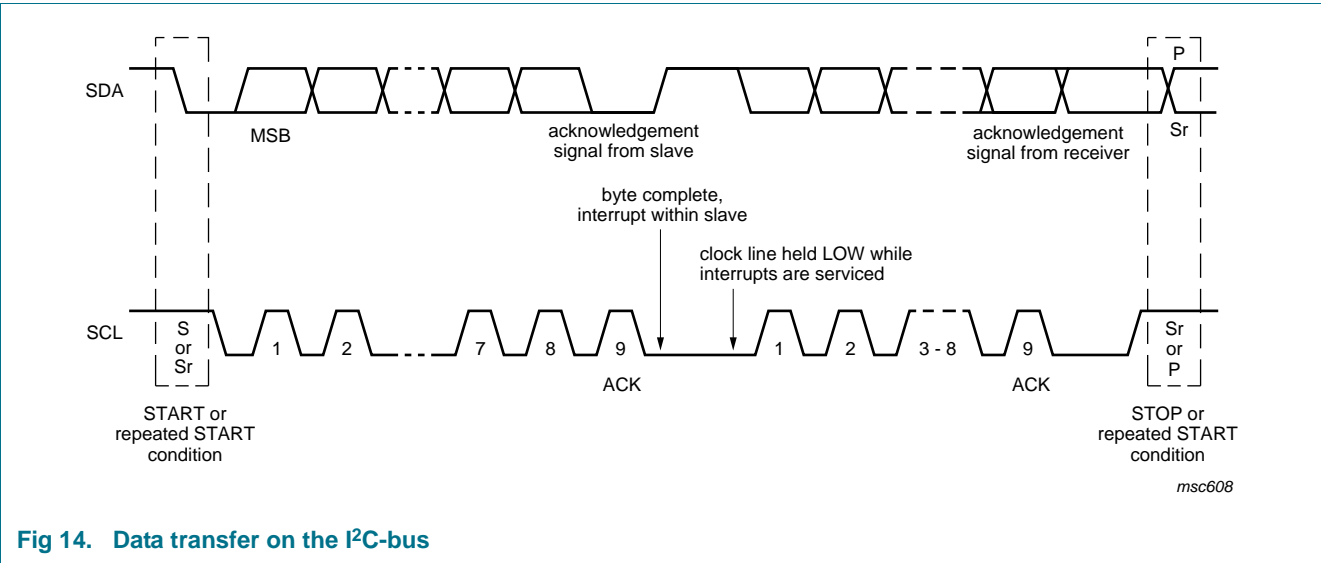 P
SDA
MSB
acknowledgement
signal from slave
acknowledgement
signal from receiver
Sr
byte complete,
interrupt within slave
clock line held LOW while
interrupts are serviced
SCL
S
or
Sr
1
2
7
8
9
1
2
3 - 8
9
Sr
or
P
ACK
ACK
START or
repeated START
condition
STOP or
repeated START
condition
msc608
Fig 14. Data transfer on the I²C-bus